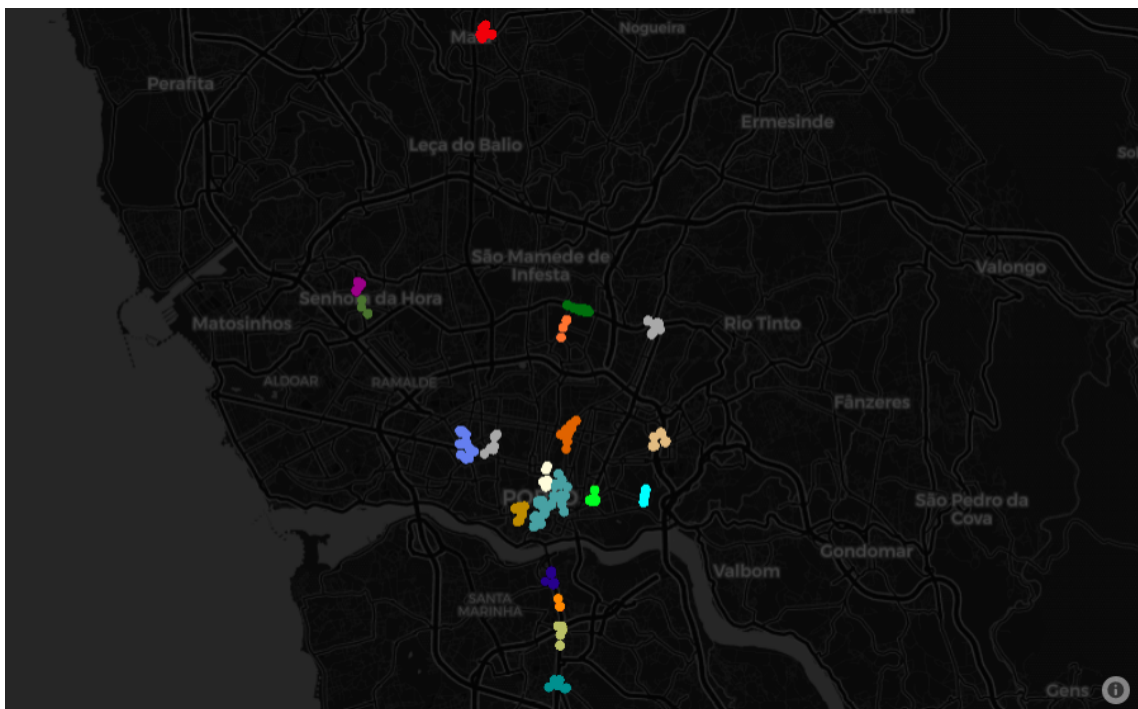 Nogueira
Perafita
Ermesinde
Leça do Balio
São Mamede de
Infesta
Valongo
Senhora da Hora
Matosinhos
Rio Tinto
ALDOAR
RAMALDE
Fânzeres
São Pedro da
Cova
Gondomar
Valbom
SANTA
MARINHA
Gens